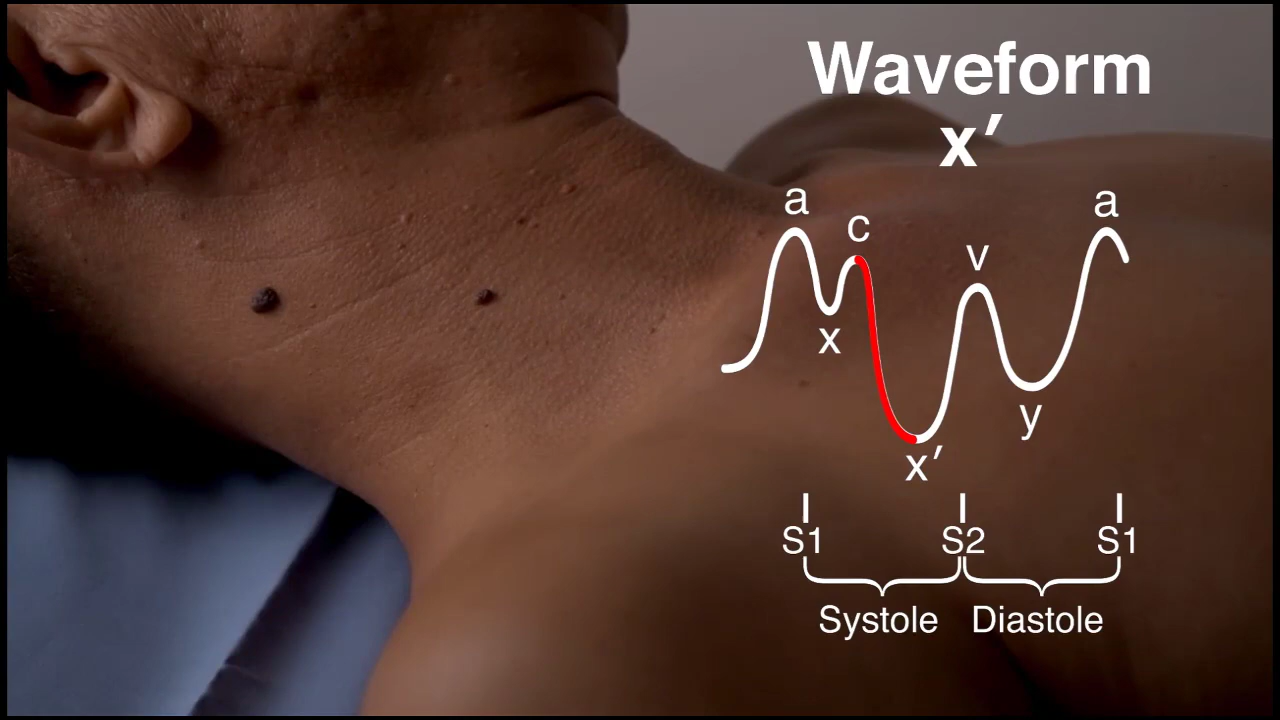 Waveform
x′
a
a
c
v
x
y
x′
S1 S2 S1
Systole Diastole